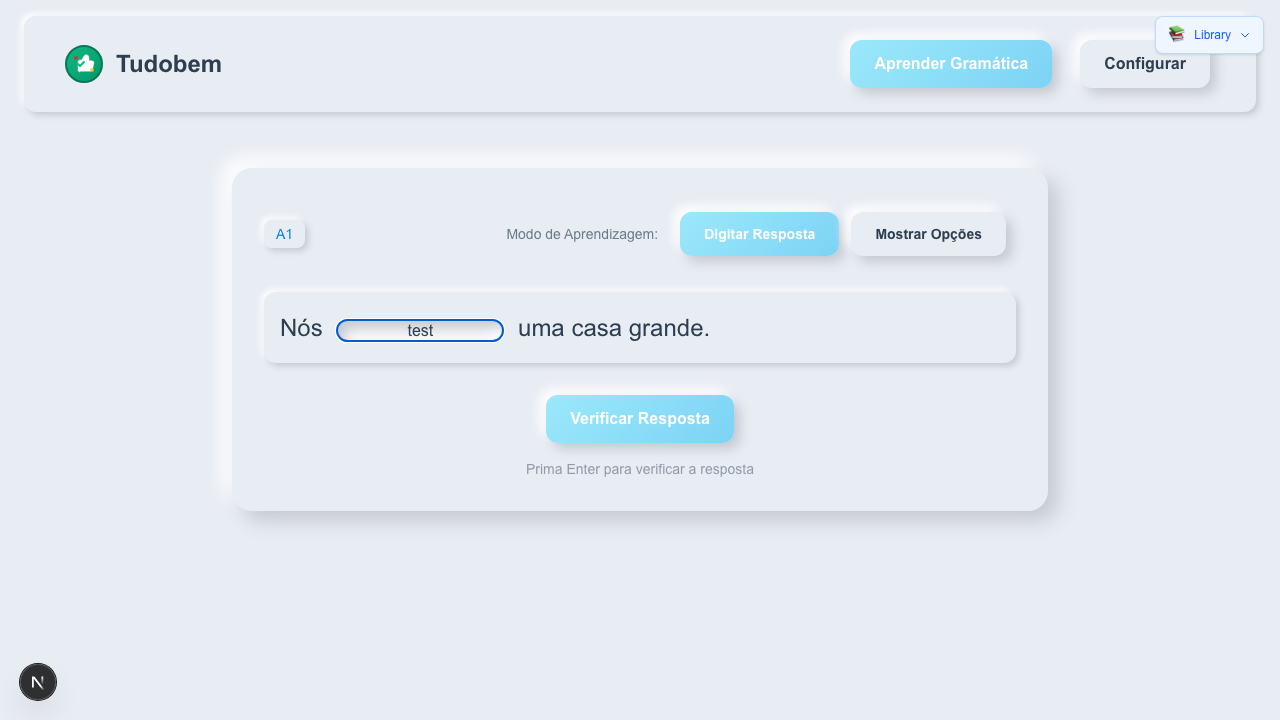 Tudobem
Aprender Gramática
Configurar
Library
A1
Modo de Aprendizagem:
Digitar Resposta
Mostrar Opções
Nós test uma casa grande.
Verificar Resposta
Prima Enter para verificar a resposta
N